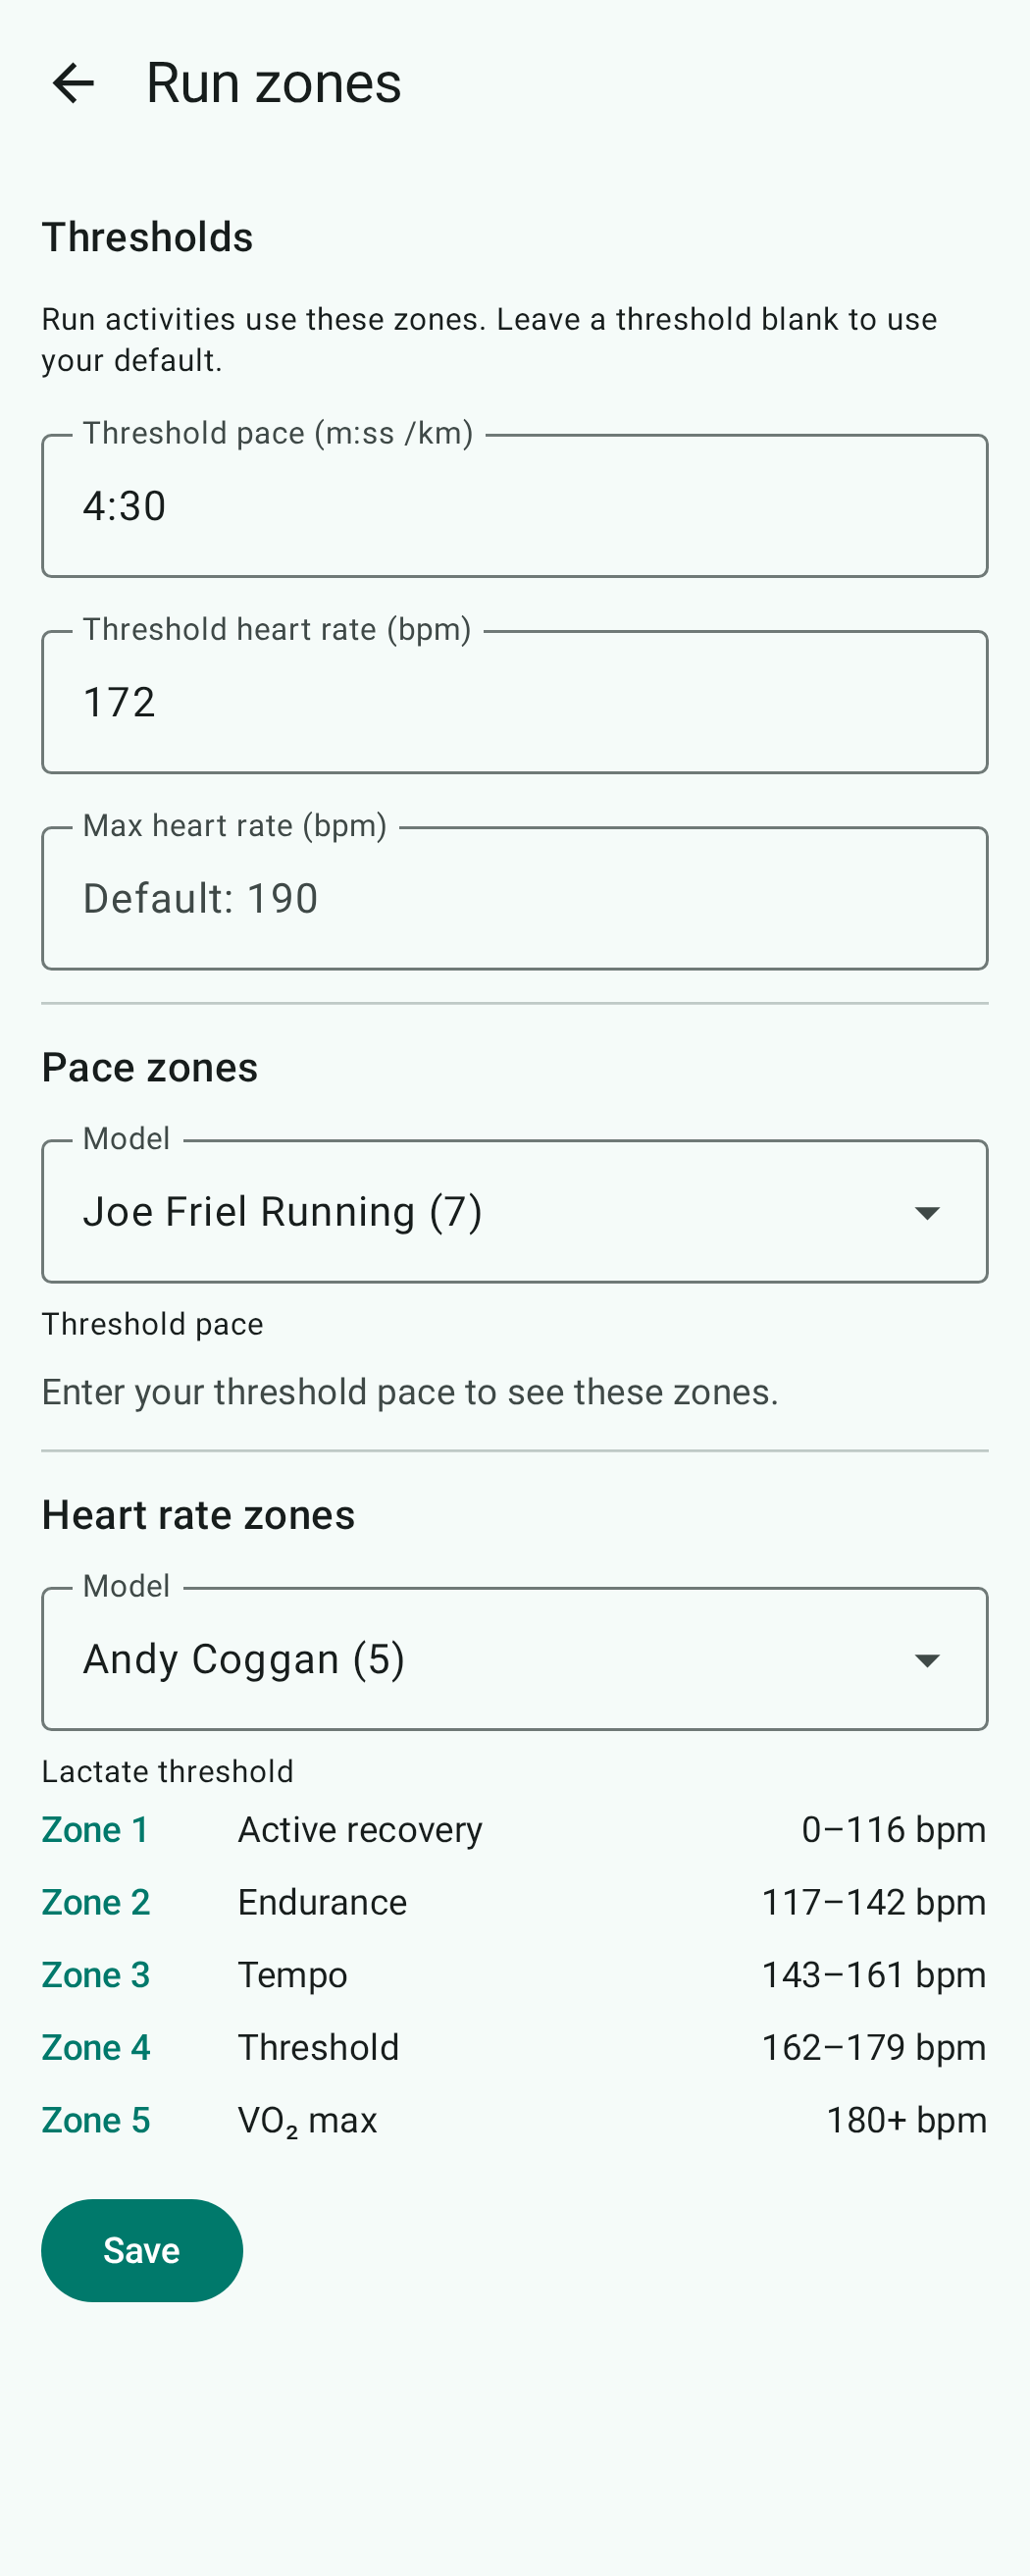 Run zones
Thresholds
Run activities use these zones. Leave a threshold blank to use
your default.
Threshold pace (m:ss /km)
4:30
Threshold heart rate (bpm)
172
Max heart rate (bpm)
Default: 190
Pace zones
Model
Joe Friel Running (7)
Threshold pace
Enter your threshold pace to see these zones.
Heart rate zones
Model
Andy Coggan (5)
Lactate threshold
Zone 1 Active recovery 0–116 bpm
Zone 2 Endurance 117–142 bpm
Zone 3 Tempo 143–161 bpm
Zone 4 Threshold 162–179 bpm
Zone 5 VO₂ max 180+ bpm
Save